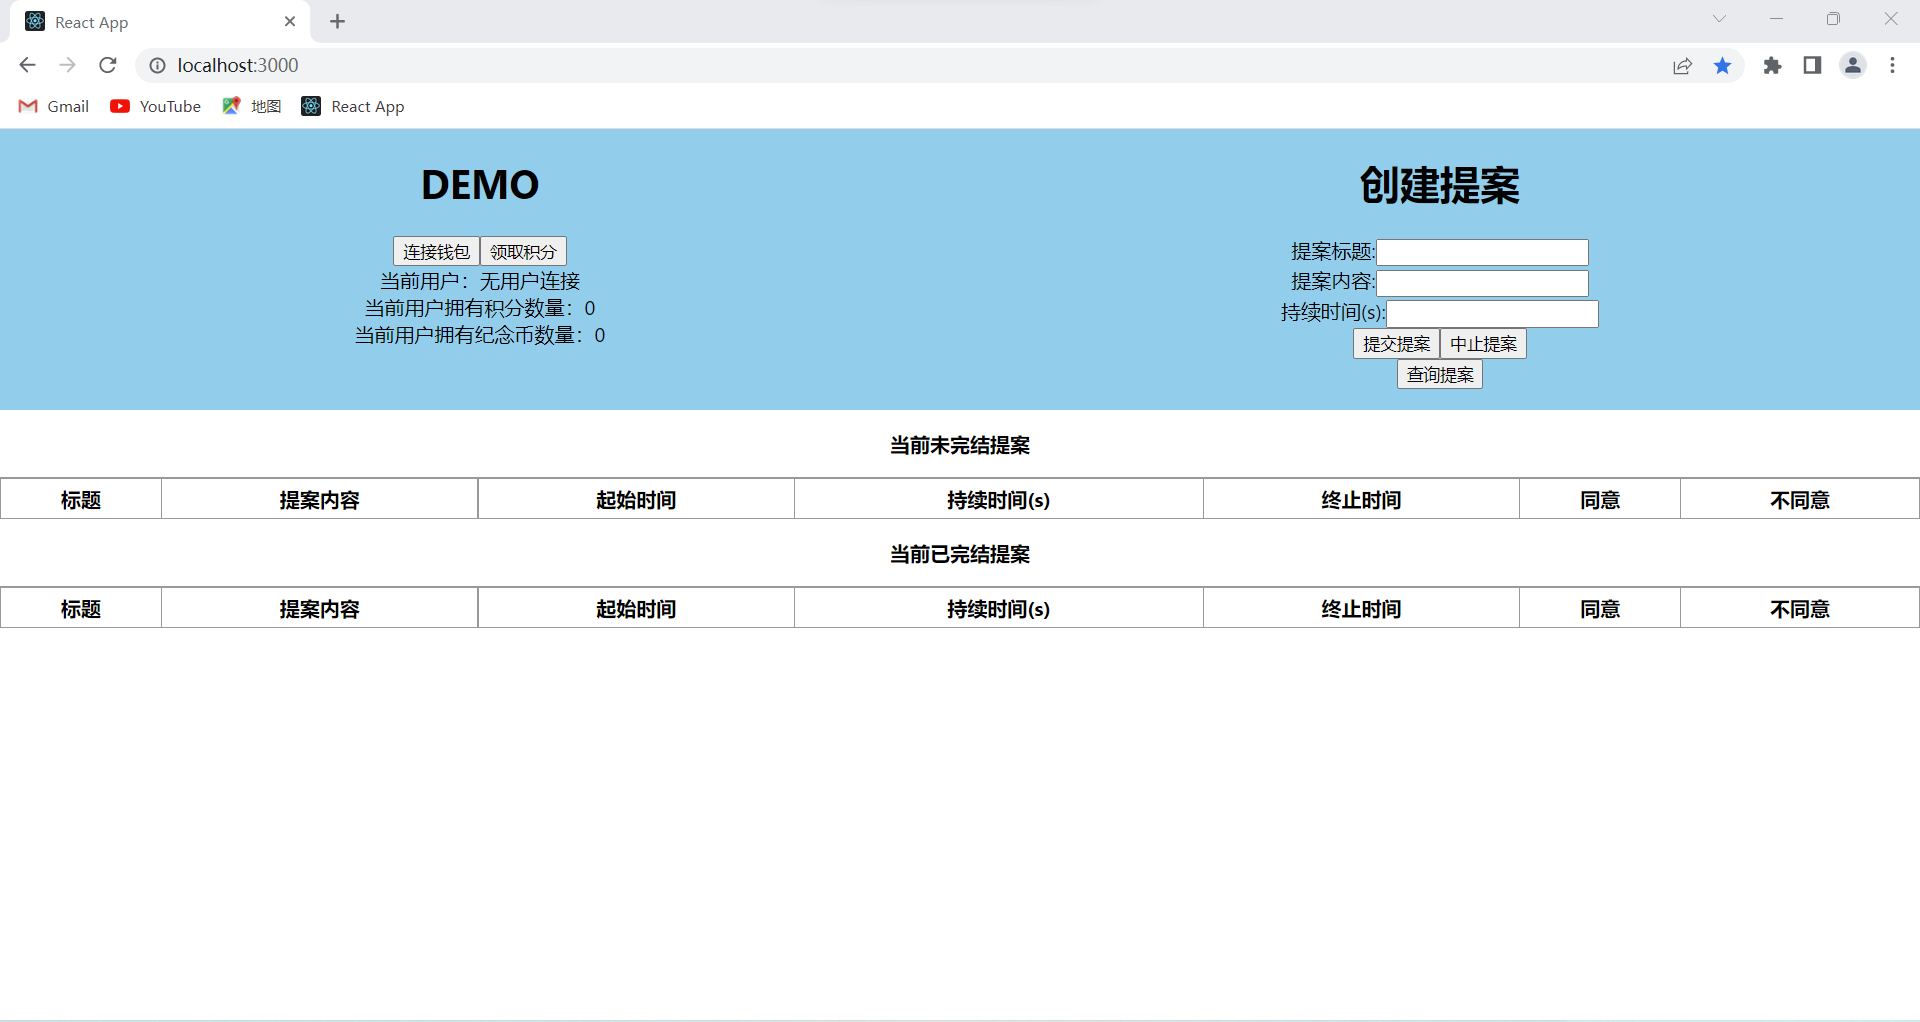 React App
localhost:3000
Gmail YouTube 地图 React App
DEMO
连接钱包 领取积分
当前用户：无用户连接
当前用户拥有积分数量：0
当前用户拥有纪念币数量：0
创建提案
提案标题:
提案内容:
持续时间(s):
提交提案 中止提案
查询提案
当前未完结提案
标题 提案内容 起始时间 持续时间(s) 终止时间 同意 不同意
当前已完结提案
标题 提案内容 起始时间 持续时间(s) 终止时间 同意 不同意